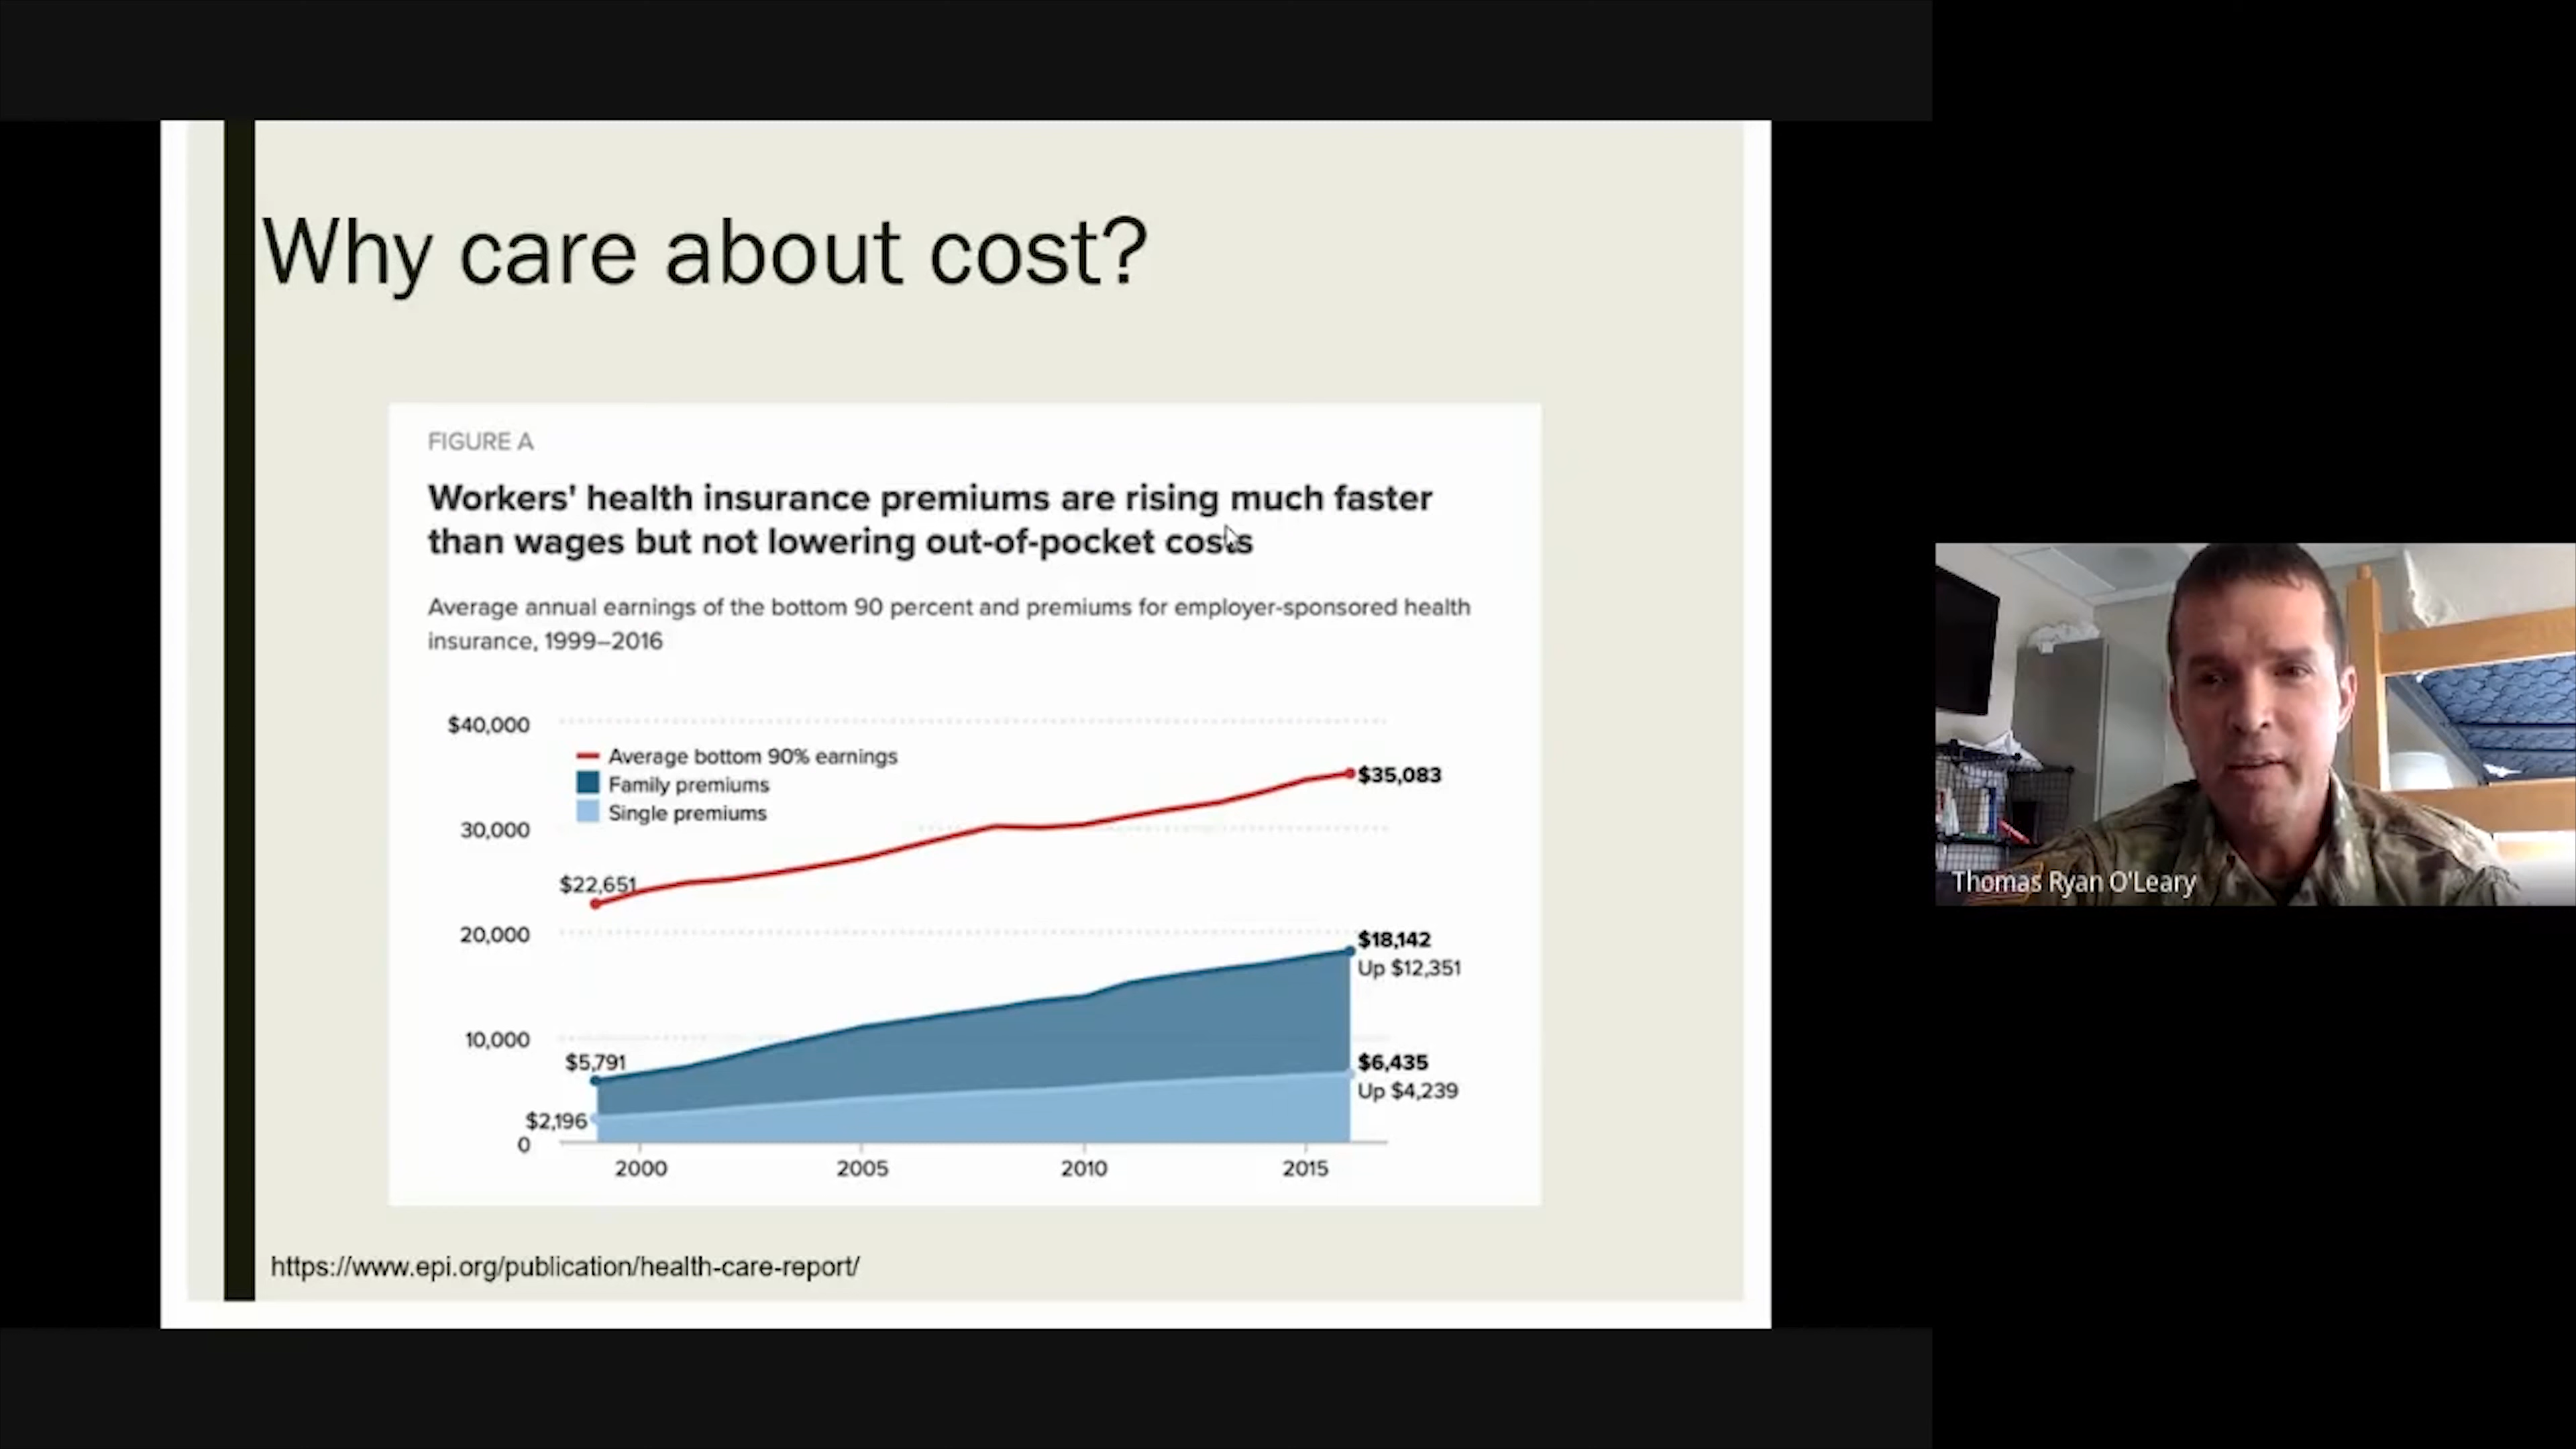 Why care about cost?
FIGURE A
Workers' health insurance premiums are rising much faster
than wages but not lowering out-of-pocket costs
Average annual earnings of the bottom 90 percent and premiums for employer-sponsored health
insurance, 1999–2016
$40,000
Average bottom 90% earnings
Family premiums
Single premiums
$35,083
30,000
$22,651
20,000
$18,142
Up $12,351
10,000
$5,791
$6,435
Up $4,239
$2,196
0
2000 2005 2010 2015
https://www.epi.org/publication/health-care-report/
Thomas Ryan O'Leary